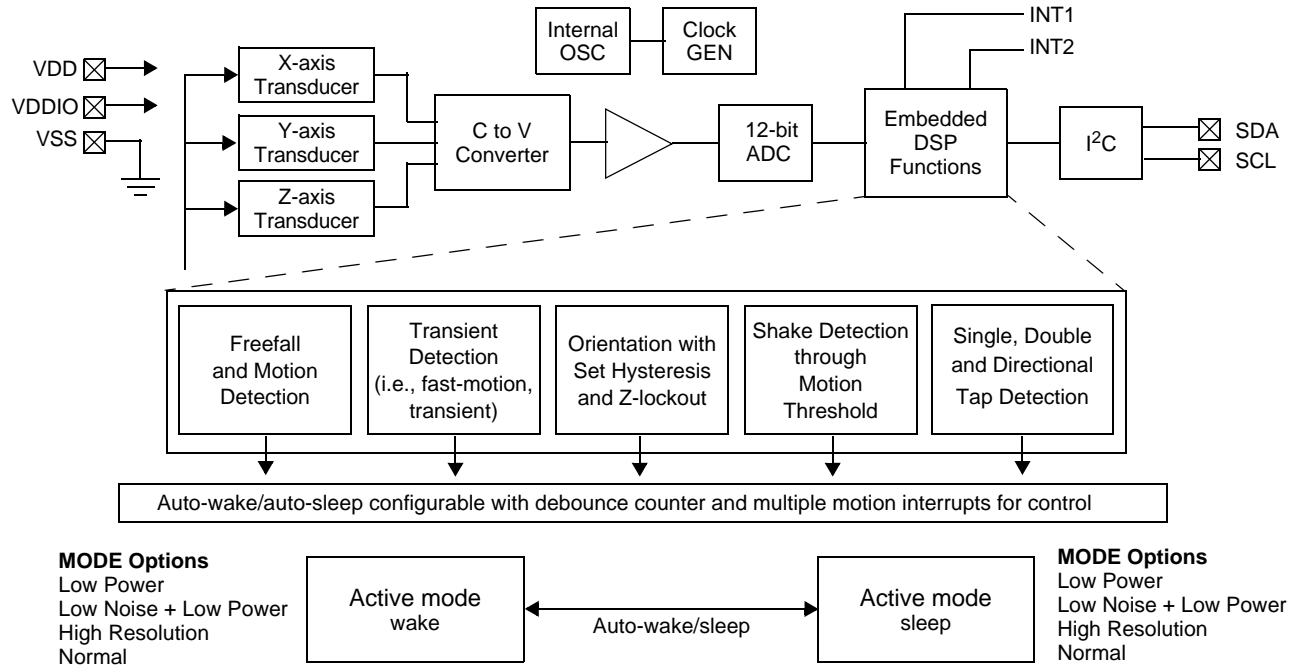 INT1
INT2
Internal
OSC
Clock
GEN
VDD
VDDIO
VSS
X-axis
Transducer
Y-axis
Transducer
Z-axis
Transducer
C to V
Converter
12-bit
ADC
Embedded
DSP
Functions
I²C
SDA
SCL
Freefall
and Motion
Detection
Transient
Detection
(i.e., fast-motion,
transient)
Orientation with
Set Hysteresis
and Z-lockout
Shake Detection
through
Motion
Threshold
Single, Double
and Directional
Tap Detection
Auto-wake/auto-sleep configurable with debounce counter and multiple motion interrupts for control
MODE Options
Low Power
Low Noise + Low Power
High Resolution
Normal
Active mode
wake
Auto-wake/sleep
Active mode
sleep
MODE Options
Low Power
Low Noise + Low Power
High Resolution
Normal